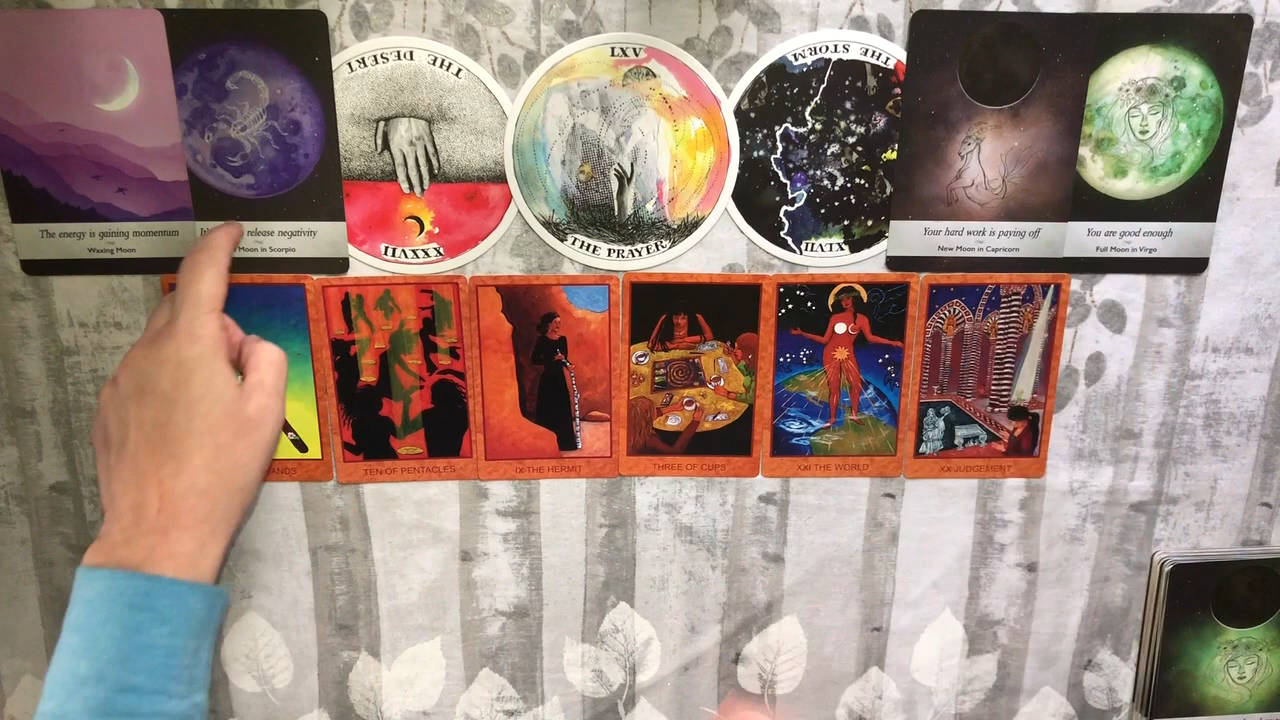 The energy is gaining momentum
Waxing Moon
release negativity
Moon in Scorpio
THE DESERT
XXXVII
LXV
THE PRAYER
THE STORM
XLVII
Your hard work is paying off
New Moon in Capricorn
You are good enough
Full Moon in Virgo
TEN OF PENTACLES
IX THE HERMIT
THREE OF CUPS
XXI THE WORLD
XX JUDGEMENT